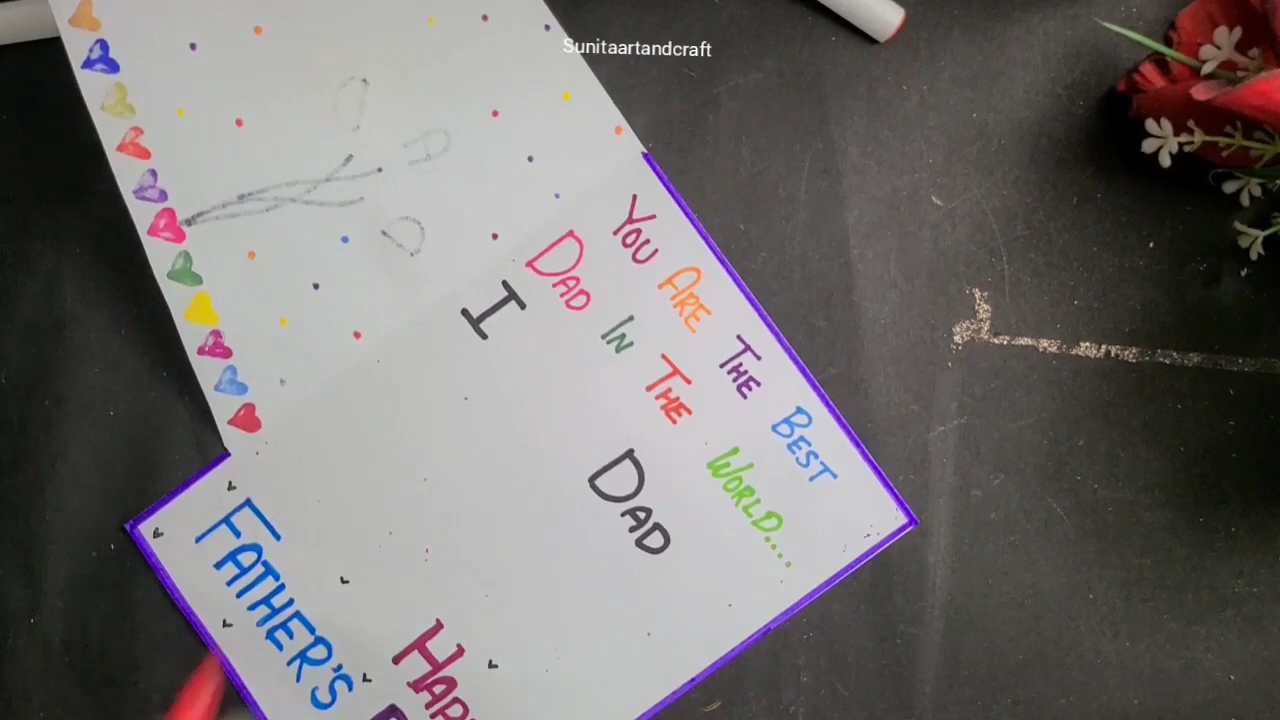 Sunitaartandcraft
YOU ARE THE BEST
DAD IN THE WORLD....
I DAD
HAP
FATHER'S